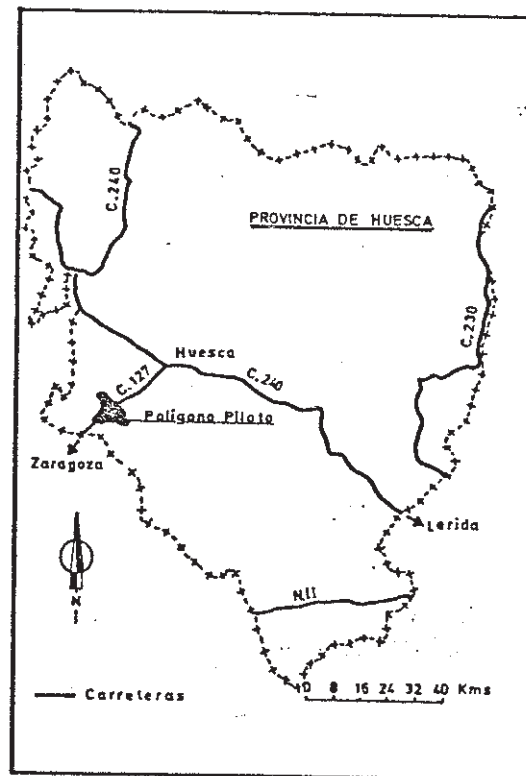 C.240
PROVINCIA DE HUESCA
C.230
Huesca
C.127
C.240
Polígono Piloto
Zaragoza
Lerida
N
N.II
0 8 16 24 32 40 Kms
Carreteras